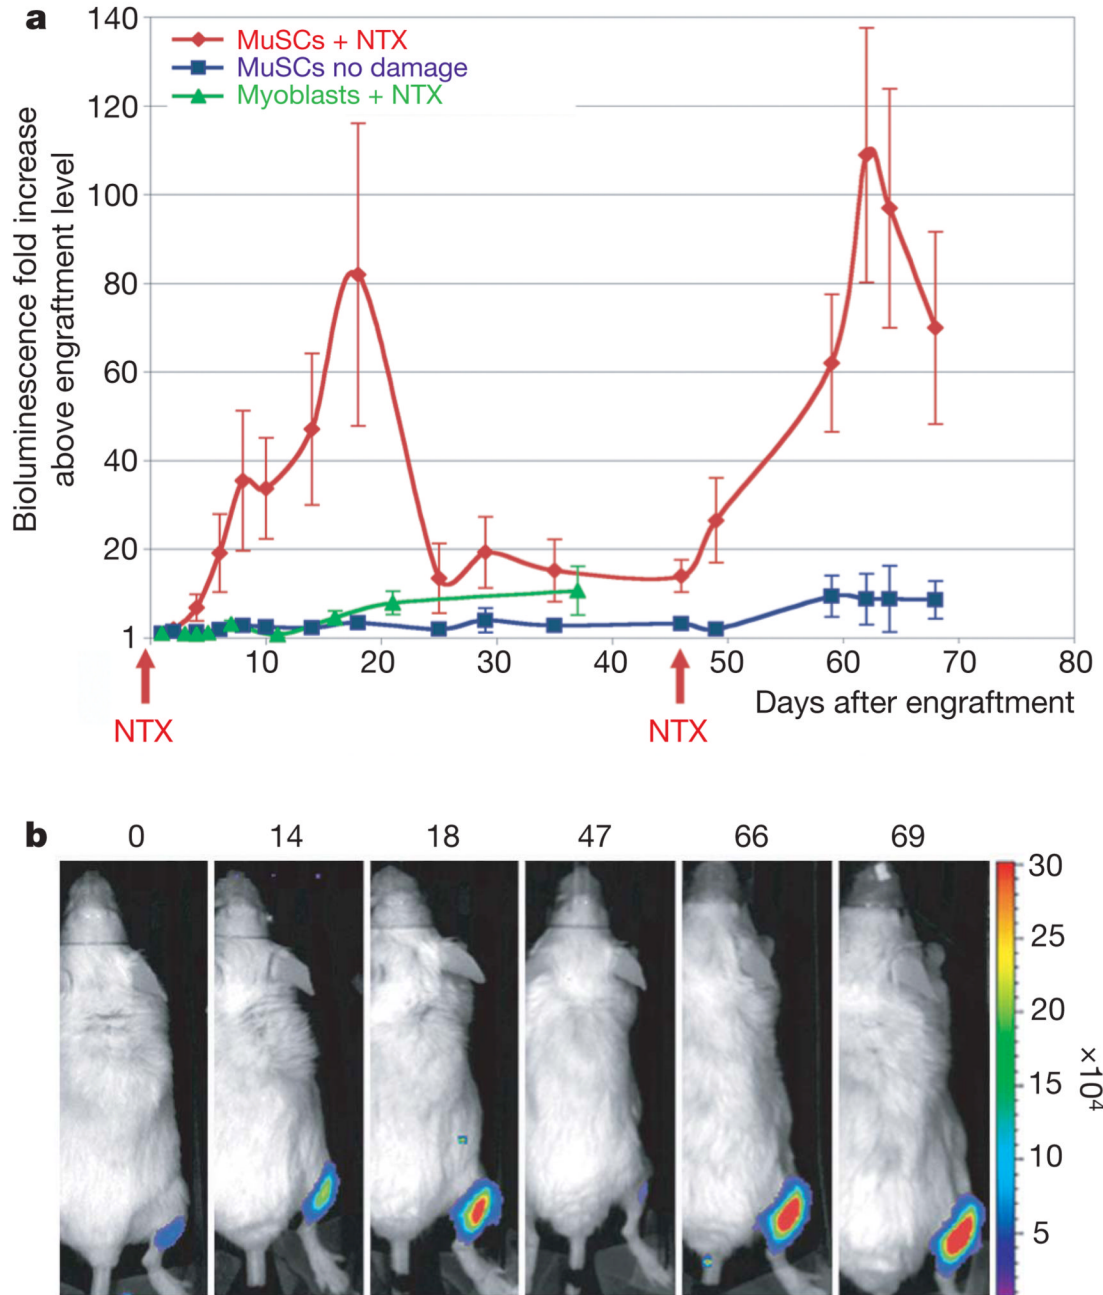 a
140
120
100
80
60
40
20
1
Bioluminescence fold increase
above engraftment level
MuSCs + NTX
MuSCs no damage
Myoblasts + NTX
10 20 30 40 50 60 70 80
Days after engraftment
NTX NTX
b
0 14 18 47 66 69
30
25
20
15
10
5
×10⁴